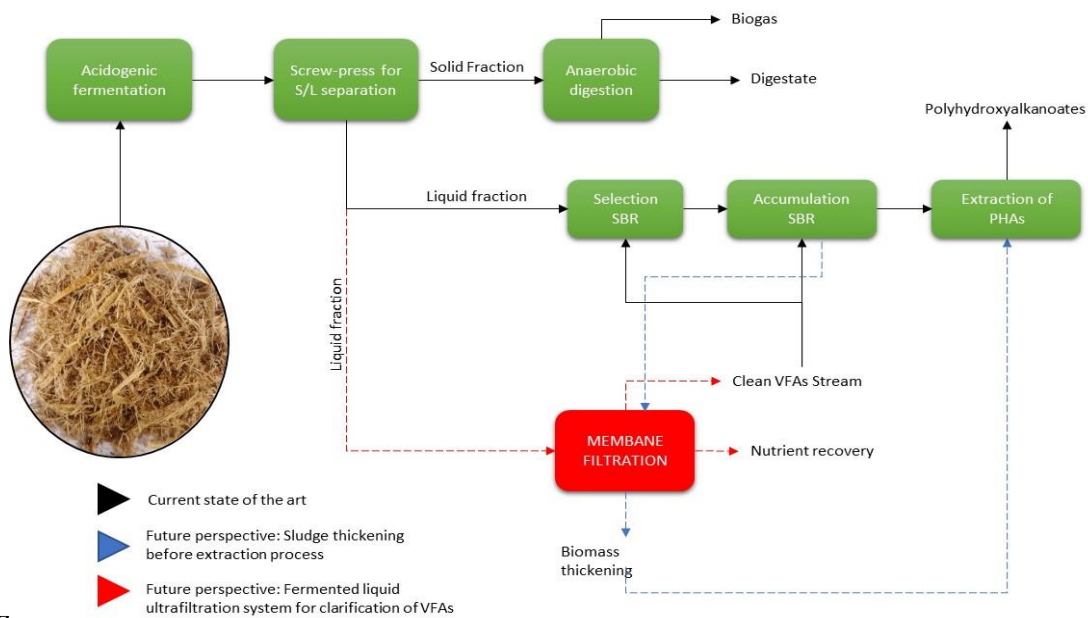 Biogas
Acidogenic
fermentation
Screw-press for
S/L separation
Solid Fraction
Anaerobic
digestion
Digestate
Polyhydroxyalkanoates
Liquid fraction
Selection
SBR
Accumulation
SBR
Extraction of
PHAs
Liquid fraction
Clean VFAs Stream
MEMBANE
FILTRATION
Nutrient recovery
Current state of the art
Future perspective: Sludge thickening
before extraction process
Biomass
thickening
Future perspective: Fermented liquid
ultrafiltration system for clarification of VFAs